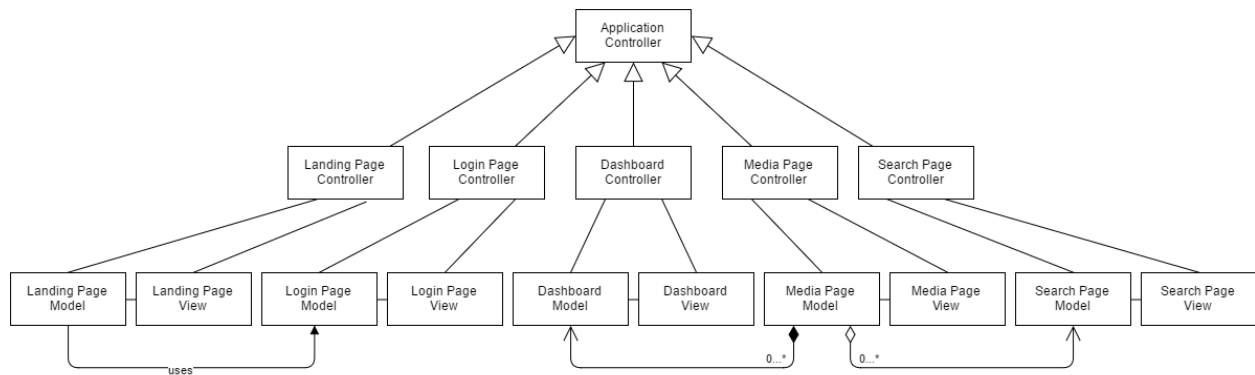 Application
Controller
Landing Page
Controller
Login Page
Controller
Dashboard
Controller
Media Page
Controller
Search Page
Controller
Landing Page
Model
Landing Page
View
Login Page
Model
Login Page
View
Dashboard
Model
Dashboard
View
Media Page
Model
Media Page
View
Search Page
Model
Search Page
View
uses
0...*
0...*